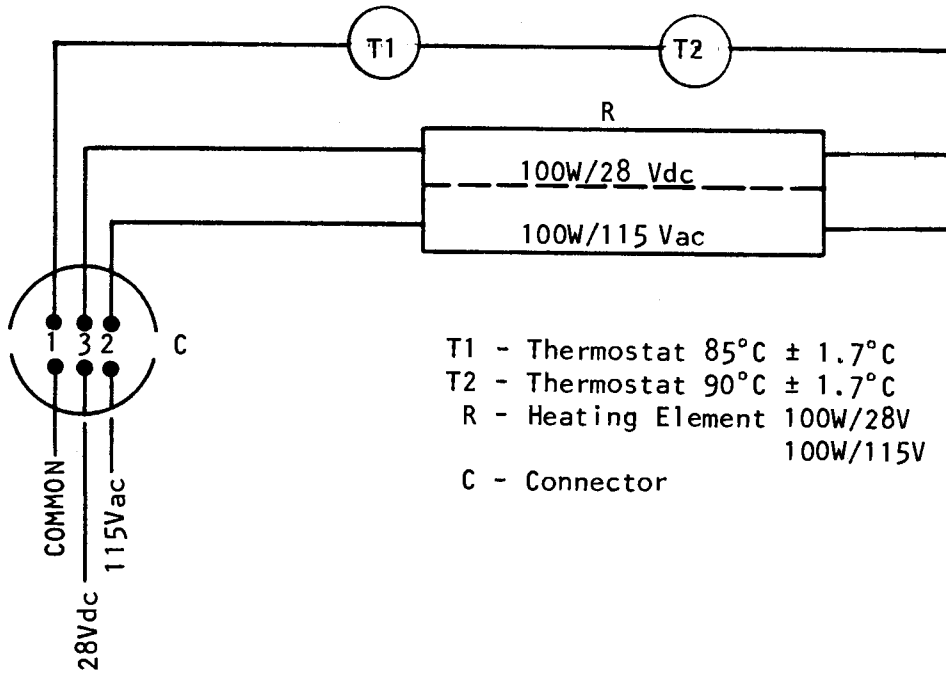 T1
T2
R
100W/28 Vdc
100W/115 Vac
1 3 2
C
T1 - Thermostat 85°C ± 1.7°C
T2 - Thermostat 90°C ± 1.7°C
R - Heating Element 100W/28V
100W/115V
C - Connector
COMMON
28Vdc
115Vac